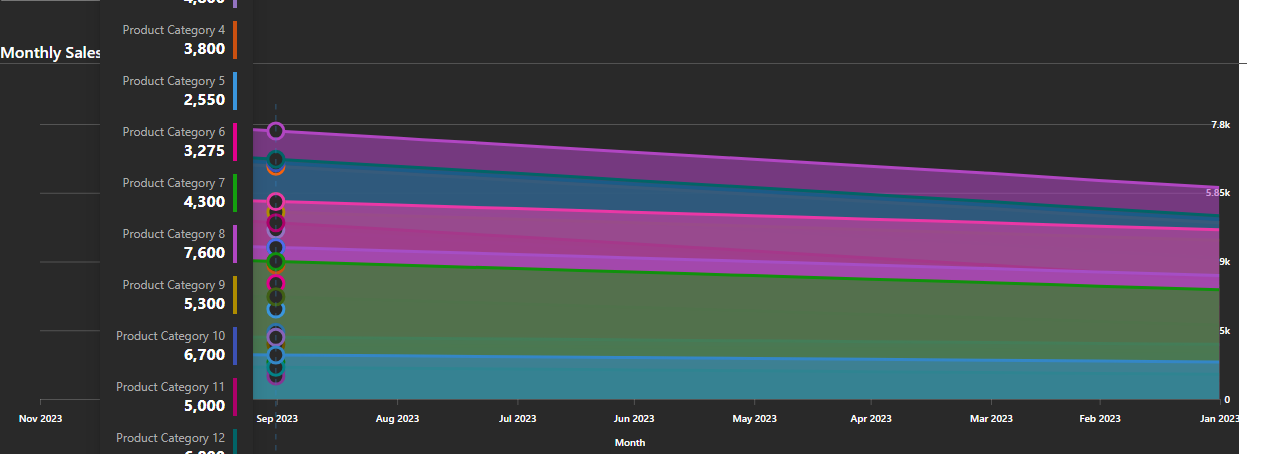 Product Category 4
3,800
Monthly Sales
Product Category 5
2,550
Product Category 6
3,275
7.8k
Product Category 7
4,300
5.85k
Product Category 8
7,600
9k
Product Category 9
5,300
Product Category 10
6,700
5k
Product Category 11
5,000
0
Nov 2023
Sep 2023
Aug 2023
Jul 2023
Jun 2023
May 2023
Apr 2023
Mar 2023
Feb 2023
Jan 2023
Product Category 12
Month